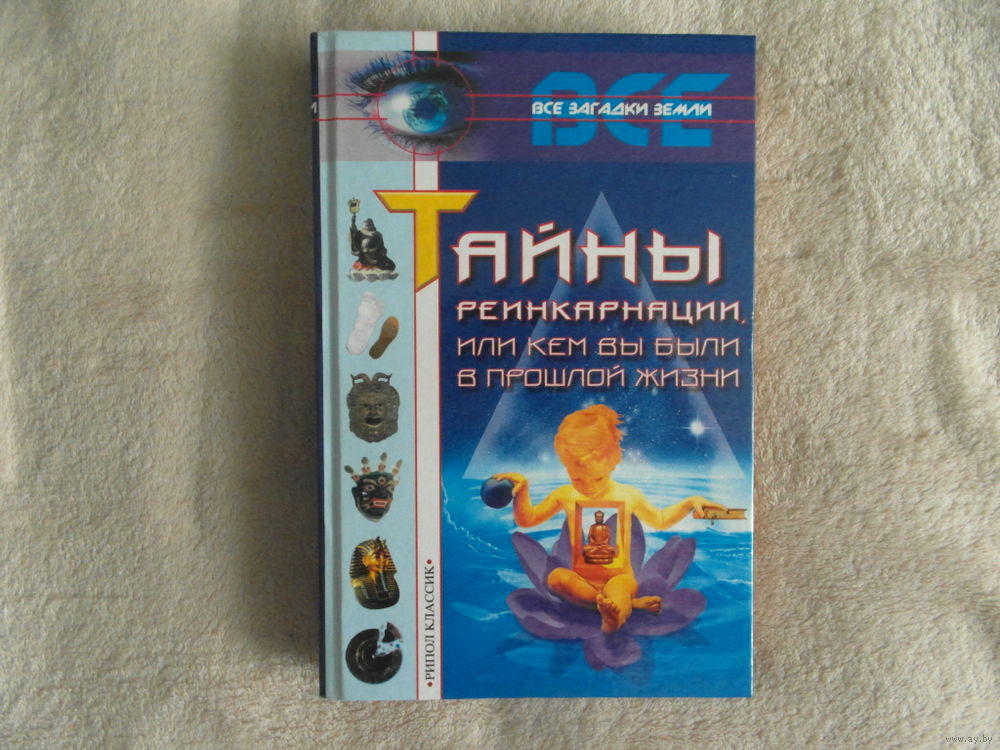 ВСЕ
ВСЕ ЗАГАДКИ ЗЕМЛИ
ТАЙНЫ
РЕИНКАРНАЦИИ,
ИЛИ КЕМ ВЫ БЫЛИ
В ПРОШЛОЙ ЖИЗНИ
•РИПОЛ КЛАССИК•
И
www.ay.by